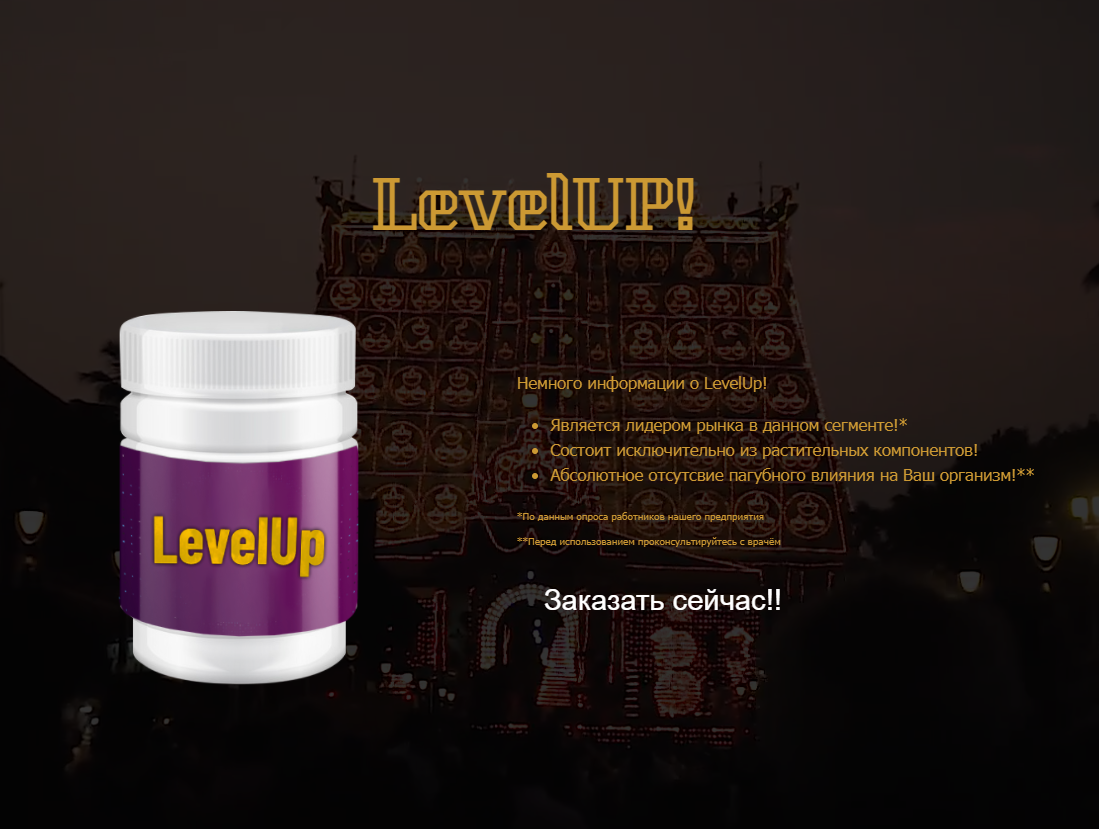 LevelUP!
Немного информации о LevelUp!
Является лидером рынка в данном сегменте!*
Состоит исключительно из растительных компонентов!
Абсолютное отсутсвие пагубного влияния на Ваш организм!**
*По данным опроса работников нашего предприятия
**Перед использованием проконсультируйтесь с врачём
LevelUp
Заказать сейчас!!